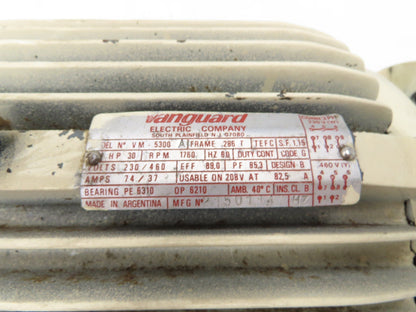 vanguard
ELECTRIC COMPANY
SOUTH PLAINFIELD N.J. 07080
DEL Nº VM-5300 A FRAME 286 T TEFC S.F. 1,15
HP 30 RPM 1760 HZ 60 DUTY CONT. CODE G
VOLTS 230/460 EFF 89,0 PF 85,3 DESIGN-B
AMPS 74/37 USABLE ON 208V AT 82,5 A
BEARING PE 6310 OP 6210 AMB. 40°C INS. CL B
MADE IN ARGENTINA MFG Nº
460 V (Y)